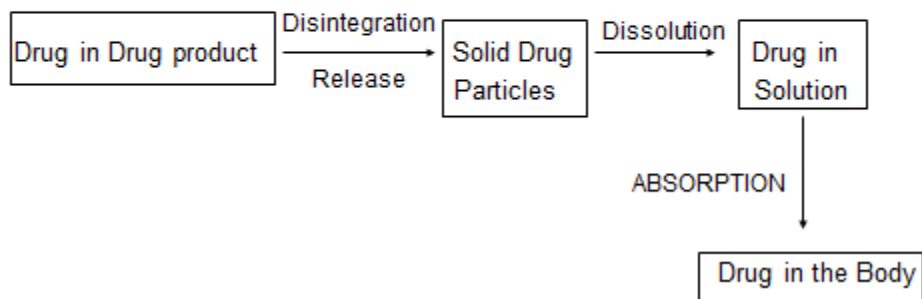 Drug in Drug product
Disintegration
Release
Solid Drug
Particles
Dissolution
Drug in
Solution
ABSORPTION
Drug in the Body